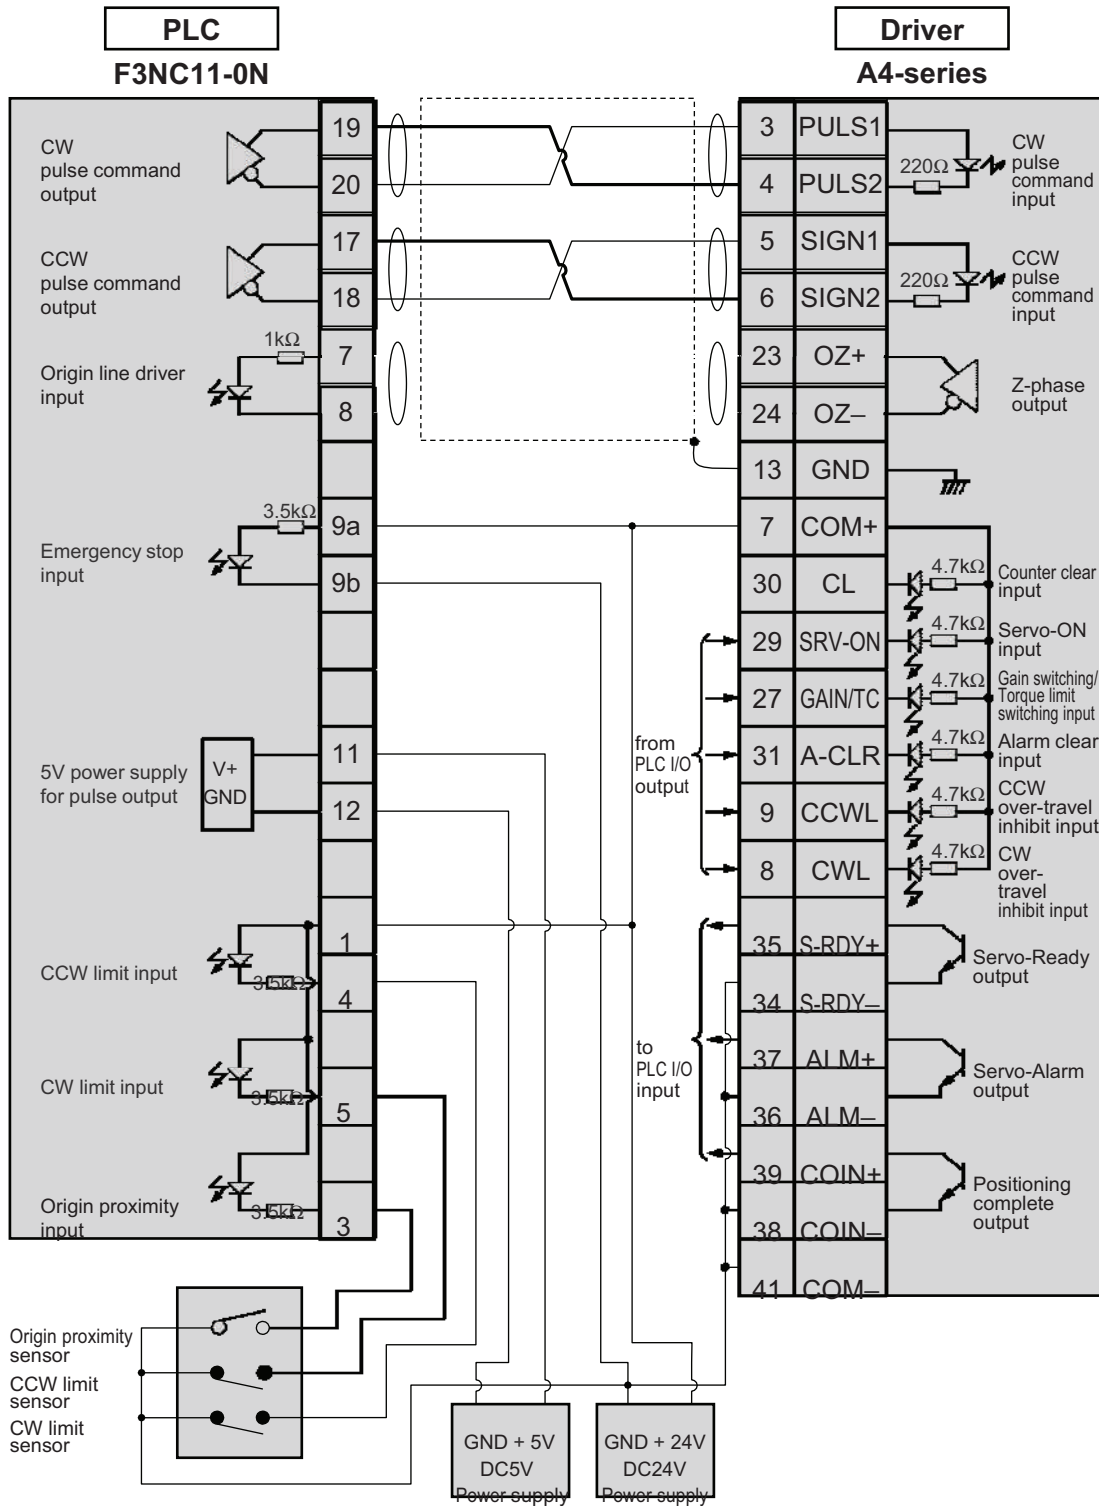 PLC
F3NC11-0N
Driver
A4-series
CW
pulse command
output
19
20
CCW
pulse command
output
17
18
1kΩ
Origin line driver
input
7
8
3.5kΩ
Emergency stop
input
9a
9b
5V power supply
for pulse output
V+
GND
11
12
CCW limit input
3.5kΩ
1
4
CW limit input
3.5kΩ
5
Origin proximity
input
3.5kΩ
3
3 PULS1
4 PULS2
220Ω
CW
pulse
command
input
5 SIGN1
6 SIGN2
220Ω
CCW
pulse
command
input
23 OZ+
24 OZ–
Z-phase
output
13 GND
7 COM+
30 CL
4.7kΩ
Counter clear
input
29 SRV-ON
4.7kΩ
Servo-ON
input
27 GAIN/TC
4.7kΩ
Gain switching/
Torque limit
switching input
31 A-CLR
4.7kΩ
Alarm clear
input
9 CCWL
4.7kΩ
CCW
over-travel
inhibit input
8 CWL
4.7kΩ
CW
over-
travel
inhibit input
from
PLC I/O
output
35 S-RDY+
34 S-RDY–
Servo-Ready
output
37 ALM+
36 ALM–
Servo-Alarm
output
39 COIN+
38 COIN–
Positioning
complete
output
41 COM–
to
PLC I/O
input
Origin proximity
sensor
CCW limit
sensor
CW limit
sensor
GND + 5V
DC5V
Power supply
GND + 24V
DC24V
Power supply